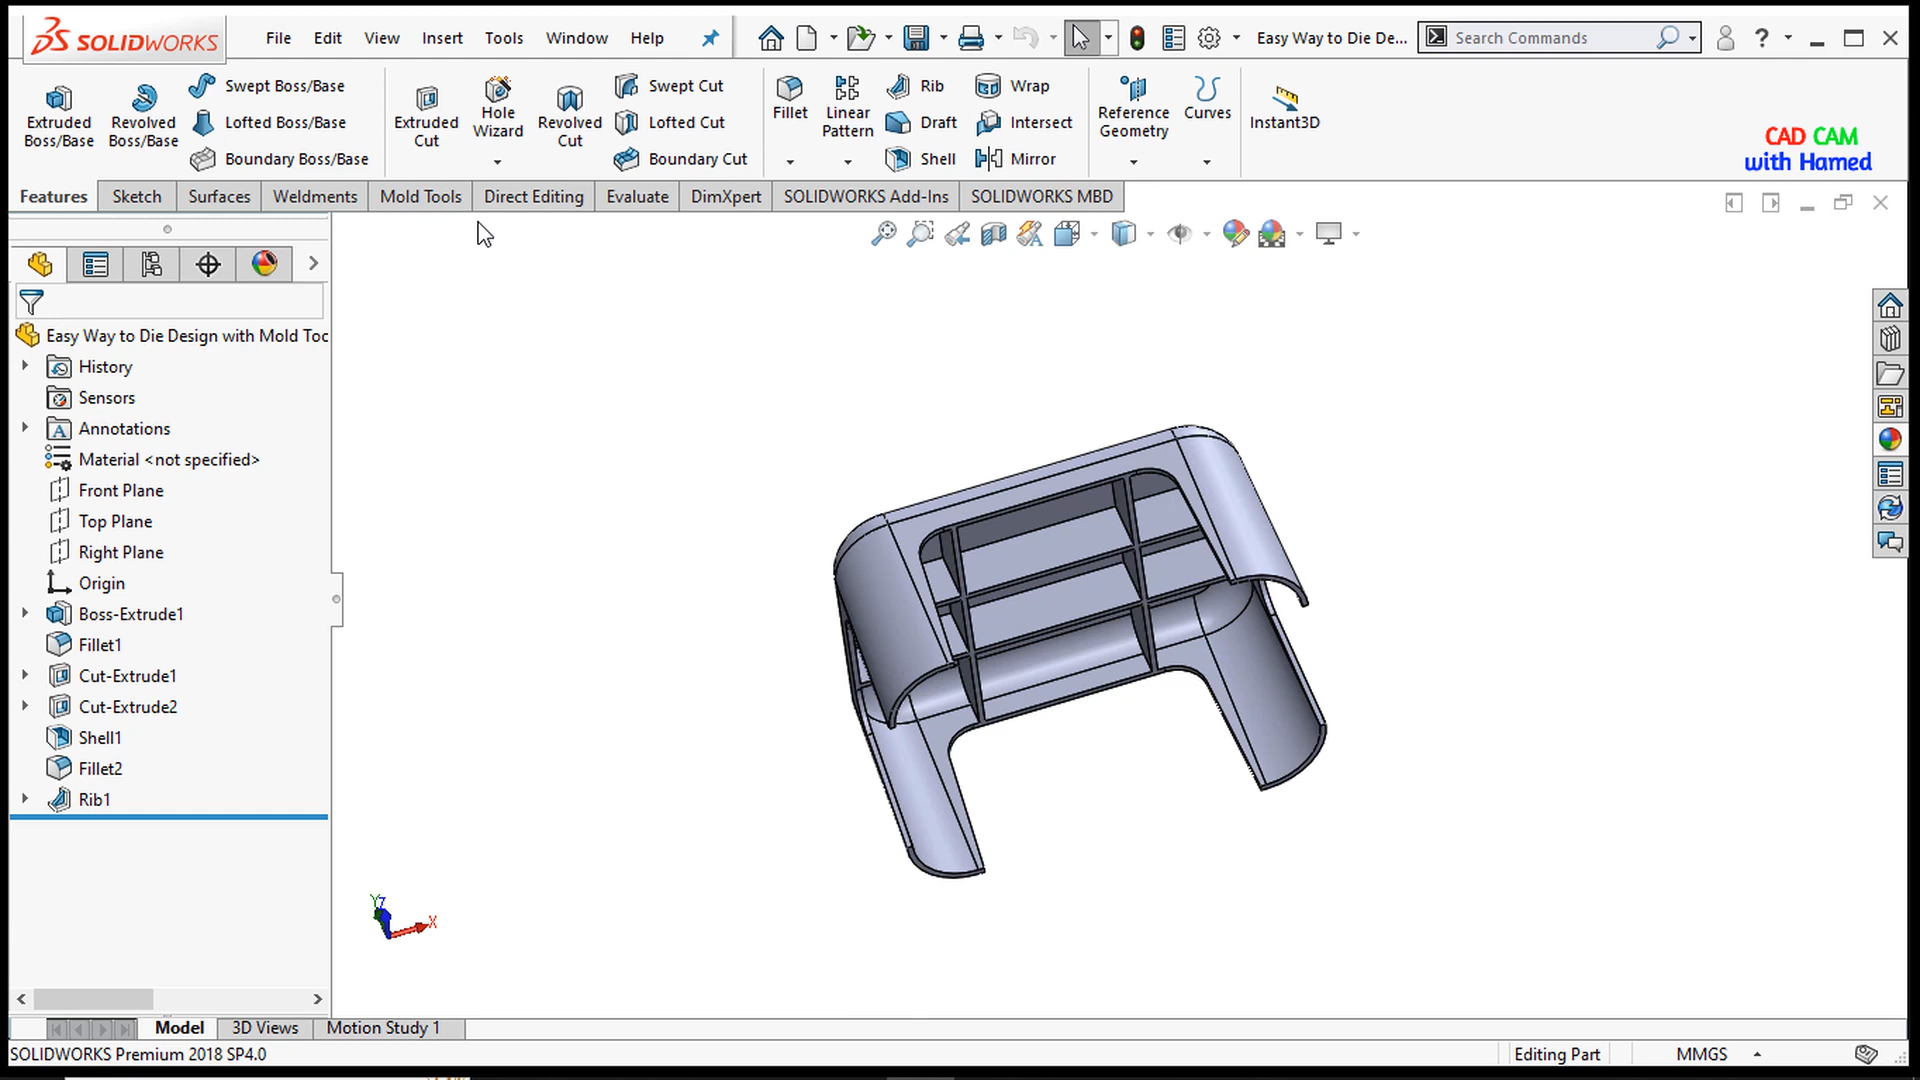 SOLIDWORKS
File Edit View Insert Tools Window Help
Easy Way to Die De... Search Commands ?
Extruded Boss/Base
Revolved Boss/Base
Swept Boss/Base
Lofted Boss/Base
Boundary Boss/Base
Extruded Cut
Hole Wizard
Revolved Cut
Swept Cut
Lofted Cut
Boundary Cut
Fillet
Linear Pattern
Rib
Draft
Shell
Wrap
Intersect
Mirror
Reference Geometry
Curves
Instant3D
CAD CAM
with Hamed
Features Sketch Surfaces Weldments Mold Tools Direct Editing Evaluate DimXpert SOLIDWORKS Add-Ins SOLIDWORKS MBD
Easy Way to Die Design with Mold Too
History
Sensors
Annotations
Material <not specified>
Front Plane
Top Plane
Right Plane
Origin
Boss-Extrude1
Fillet1
Cut-Extrude1
Cut-Extrude2
Shell1
Fillet2
Rib1
Y Z X
Model 3D Views Motion Study 1
SOLIDWORKS Premium 2018 SP4.0 Editing Part MMGS